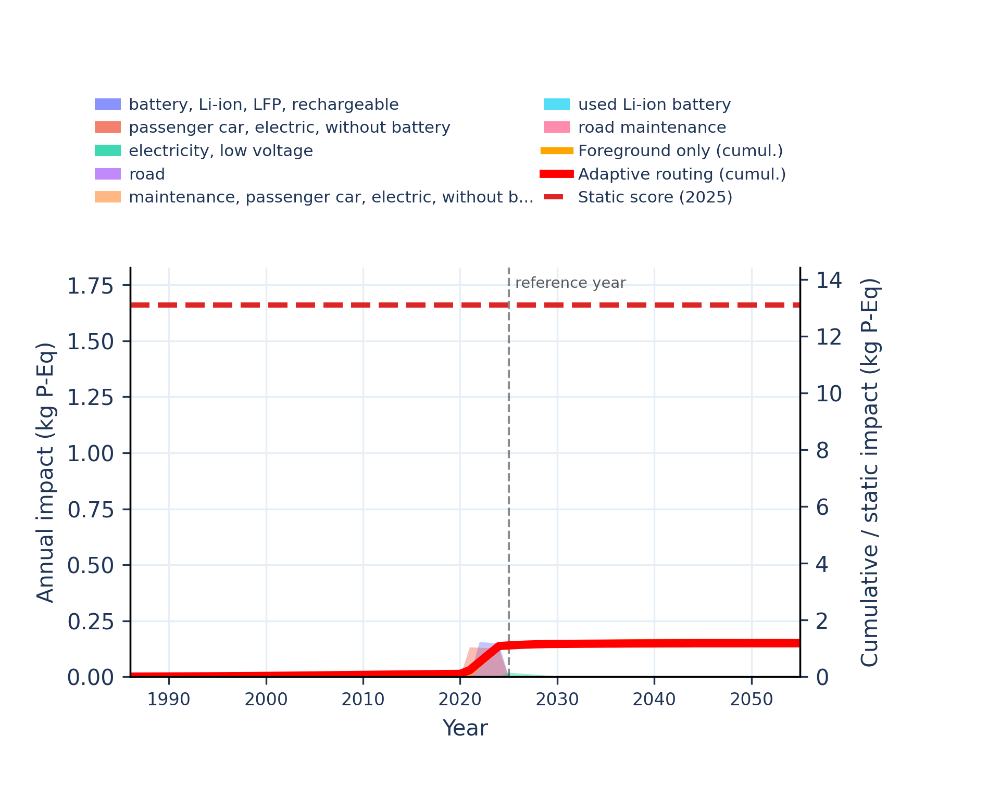 battery, Li-ion, LFP, rechargeable
passenger car, electric, without battery
electricity, low voltage
road
maintenance, passenger car, electric, without b...
used Li-ion battery
road maintenance
Foreground only (cumul.)
Adaptive routing (cumul.)
Static score (2025)
reference year
Annual impact (kg P-Eq)
1.75
1.50
1.25
1.00
0.75
0.50
0.25
0.00
14
12
10
8
6
4
2
0
Cumulative / static impact (kg P-Eq)
1990 2000 2010 2020 2030 2040 2050
Year